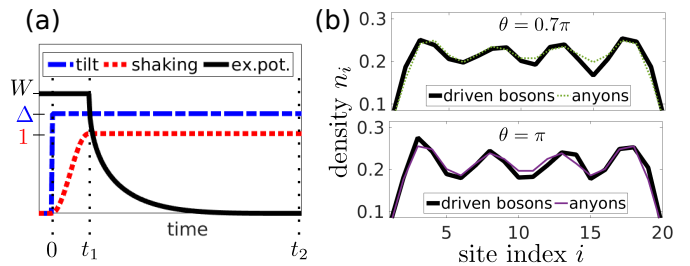 (a)
tilt shaking ex.pot.
W
Δ
1
time
0 t₁ t₂
(b)
density nᵢ
0.3
θ = 0.7π
0.2
driven bosons anyons
0.1
0.3
θ = π
0.2
driven bosons anyons
0.1
5 10 15 20
site index i